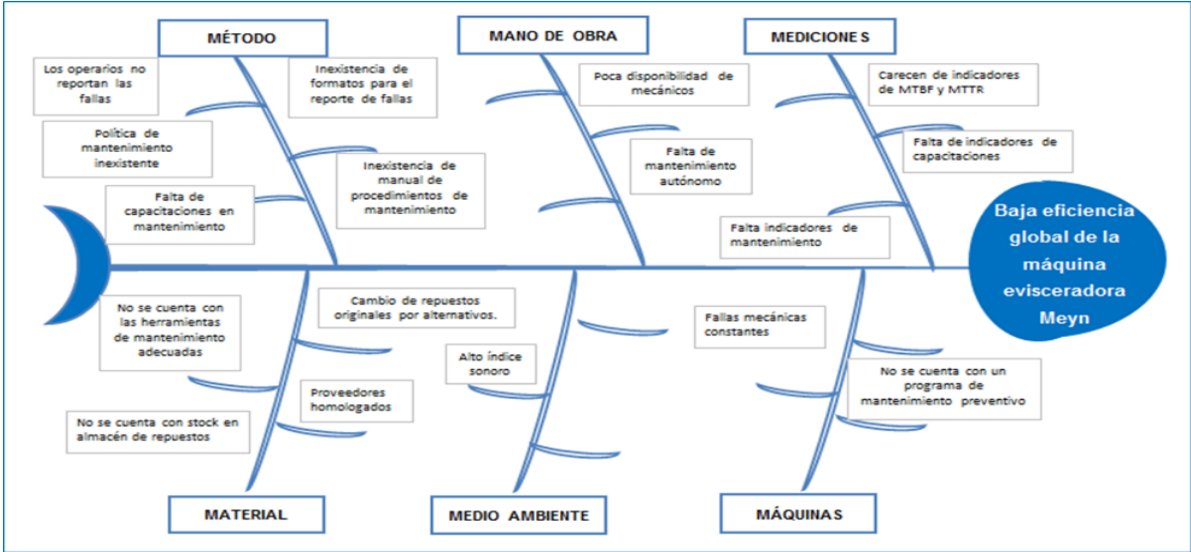 MÉTODO
MANO DE OBRA
MEDICIONES
Los operarios no
reportan las
fallas
Inexistencia de
formatos para el
reporte de fallas
Política de
mantenimiento
inexistente
Inexistencia de
manual de
procedimientos de
mantenimiento
Falta de
capacitaciones en
mantenimiento
Poca disponibilidad de
mecánicos
Falta de
mantenimiento
autónomo
Carecen de indicadores
de MTBF y MTTR
Falta de indicadores de
capacitaciones
Falta indicadores de
mantenimiento
Baja eficiencia
global de la
máquina
evisceradora
Meyn
No se cuenta con
las herramientas
de mantenimiento
adecuadas
Cambio de repuestos
originales por alternativos.
Proveedores
homologados
No se cuenta con stock en
almacén de repuestos
Alto índice
sonoro
Fallas mecánicas
constantes
No se cuenta con un
programa de
mantenimiento preventivo
MATERIAL
MEDIO AMBIENTE
MÁQUINAS